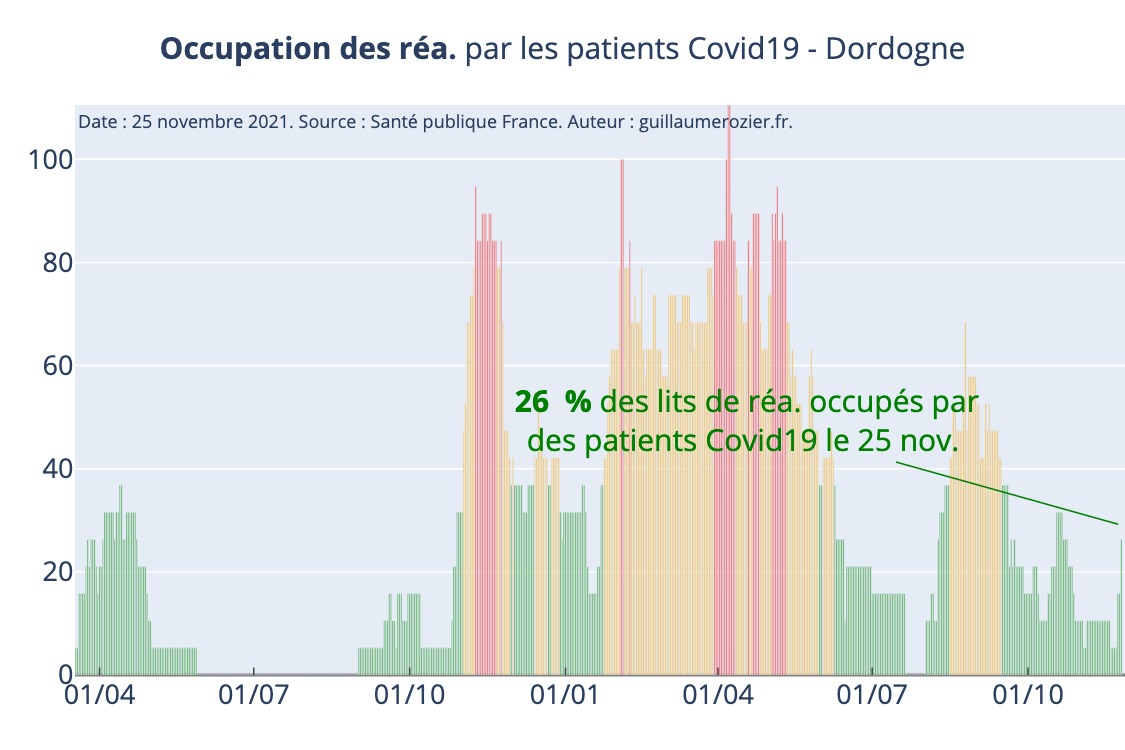 Occupation des réa. par les patients Covid19 - Dordogne
Date : 25 novembre 2021. Source : Santé publique France. Auteur : guillaumerozier.fr.
100
80
60
26 % des lits de réa. occupés par
des patients Covid19 le 25 nov.
40
20
0
01/04 01/07 01/10 01/01 01/04 01/07 01/10